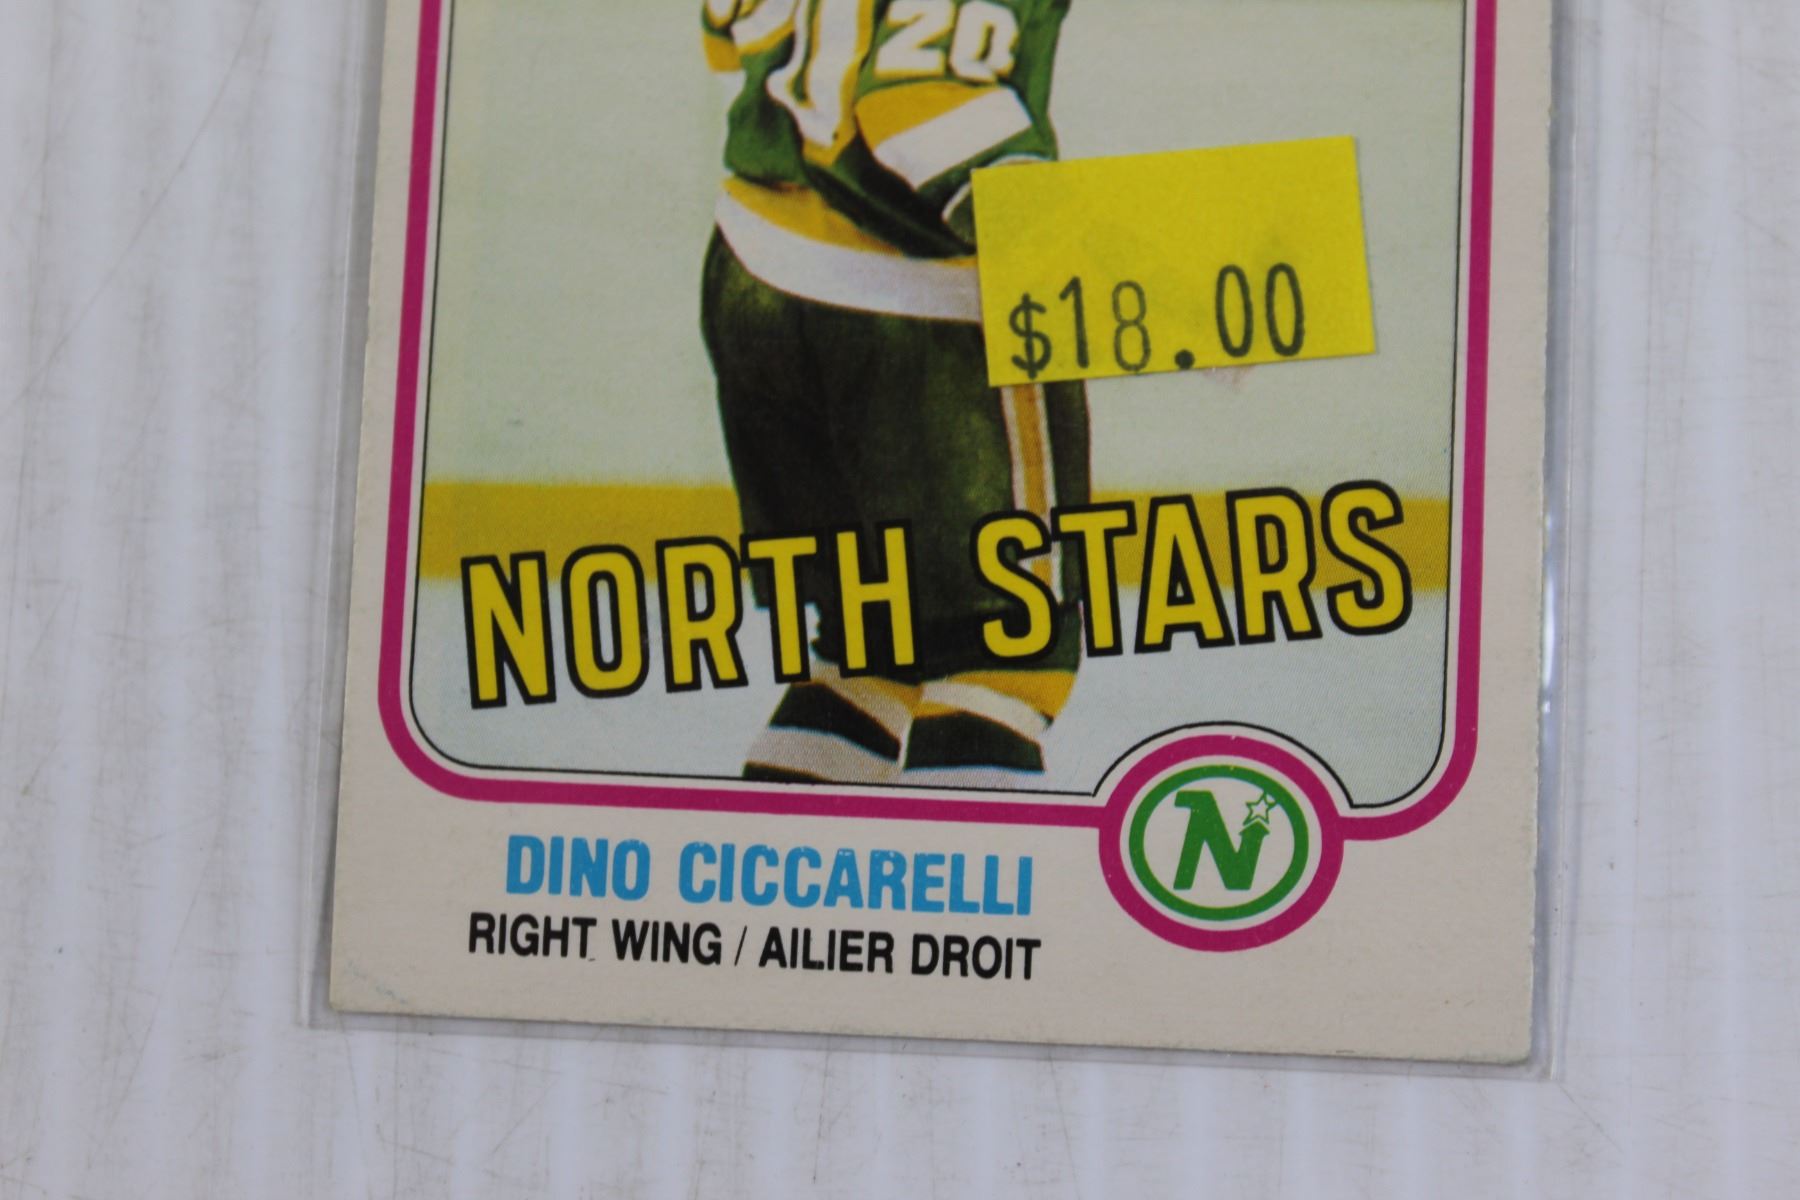 20
$18.00
NORTH STARS
N
DINO CICCARELLI
RIGHT WING / AILIER DROIT